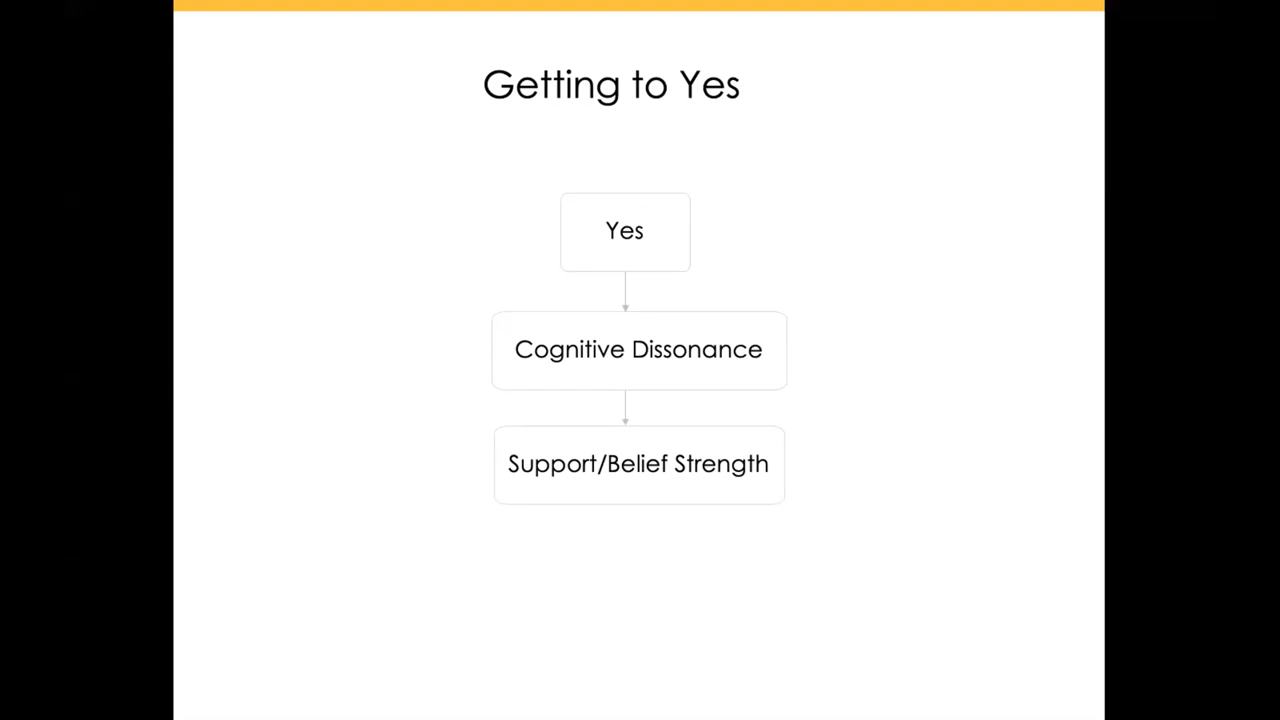 Getting to Yes
Yes
Cognitive Dissonance
Support/Belief Strength